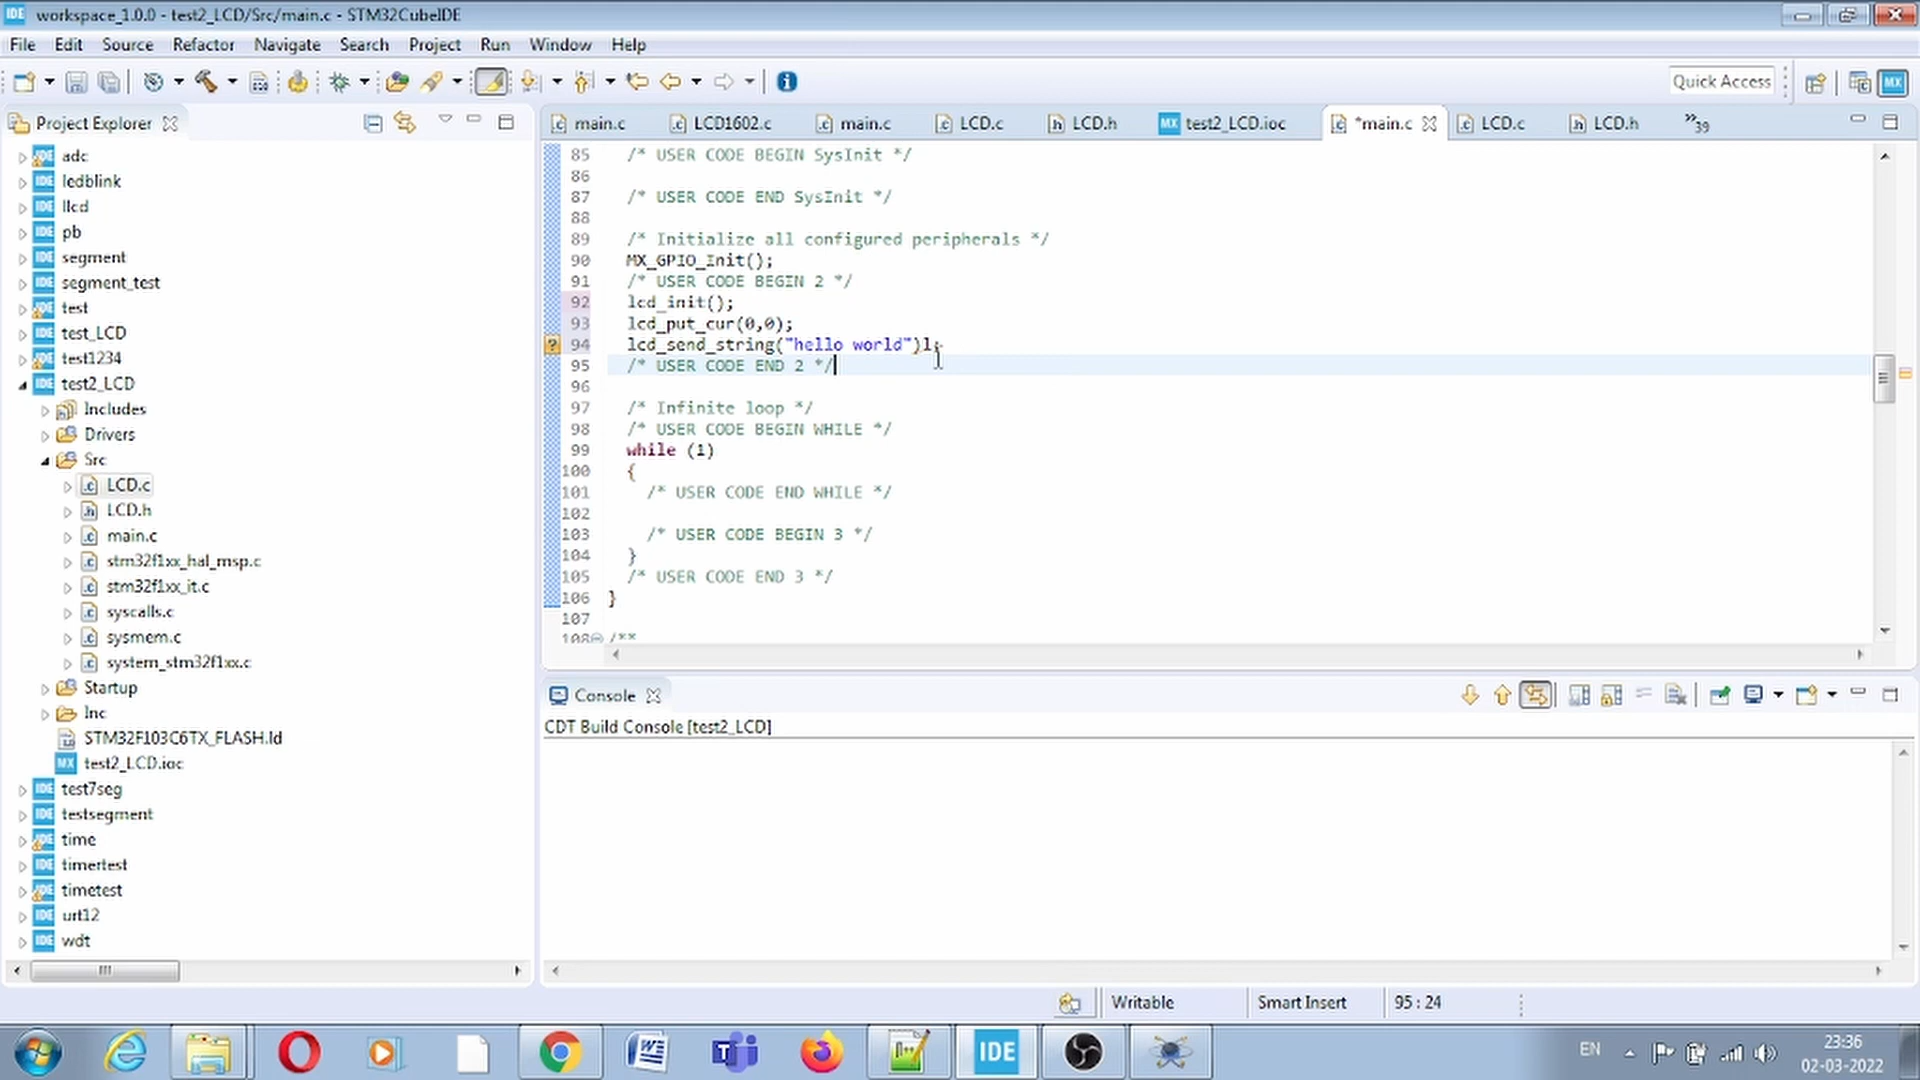 workspace_1.0.0 - test2_LCD/Src/main.c - STM32CubeIDE
File Edit Source Refactor Navigate Search Project Run Window Help
Quick Access
Project Explorer
adc
ledblink
llcd
pb
segment
segment_test
test
test_LCD
test1234
test2_LCD
Includes
Drivers
Src
LCD.c
LCD.h
main.c
stm32f1xx_hal_msp.c
stm32f1xx_it.c
syscalls.c
sysmem.c
system_stm32f1xx.c
Startup
Inc
STM32F103C6TX_FLASH.ld
test2_LCD.ioc
test7seg
testsegment
time
timertest
timetest
urt12
wdt
main.c LCD1602.c main.c LCD.c LCD.h test2_LCD.ioc *main.c LCD.c LCD.h »39
85 /* USER CODE BEGIN SysInit */
86
87 /* USER CODE END SysInit */
88
89 /* Initialize all configured peripherals */
90 MX_GPIO_Init();
91 /* USER CODE BEGIN 2 */
92 lcd_init();
93 lcd_put_cur(0,0);
94 lcd_send_string("hello world")l;
95 /* USER CODE END 2 */
96
97 /* Infinite loop */
98 /* USER CODE BEGIN WHILE */
99 while (1)
100 {
101 /* USER CODE END WHILE */
102
103 /* USER CODE BEGIN 3 */
104 }
105 /* USER CODE END 3 */
106 }
107
108 /**
Console
CDT Build Console [test2_LCD]
Writable Smart Insert 95 : 24
IDE
EN
23:36
02-03-2022